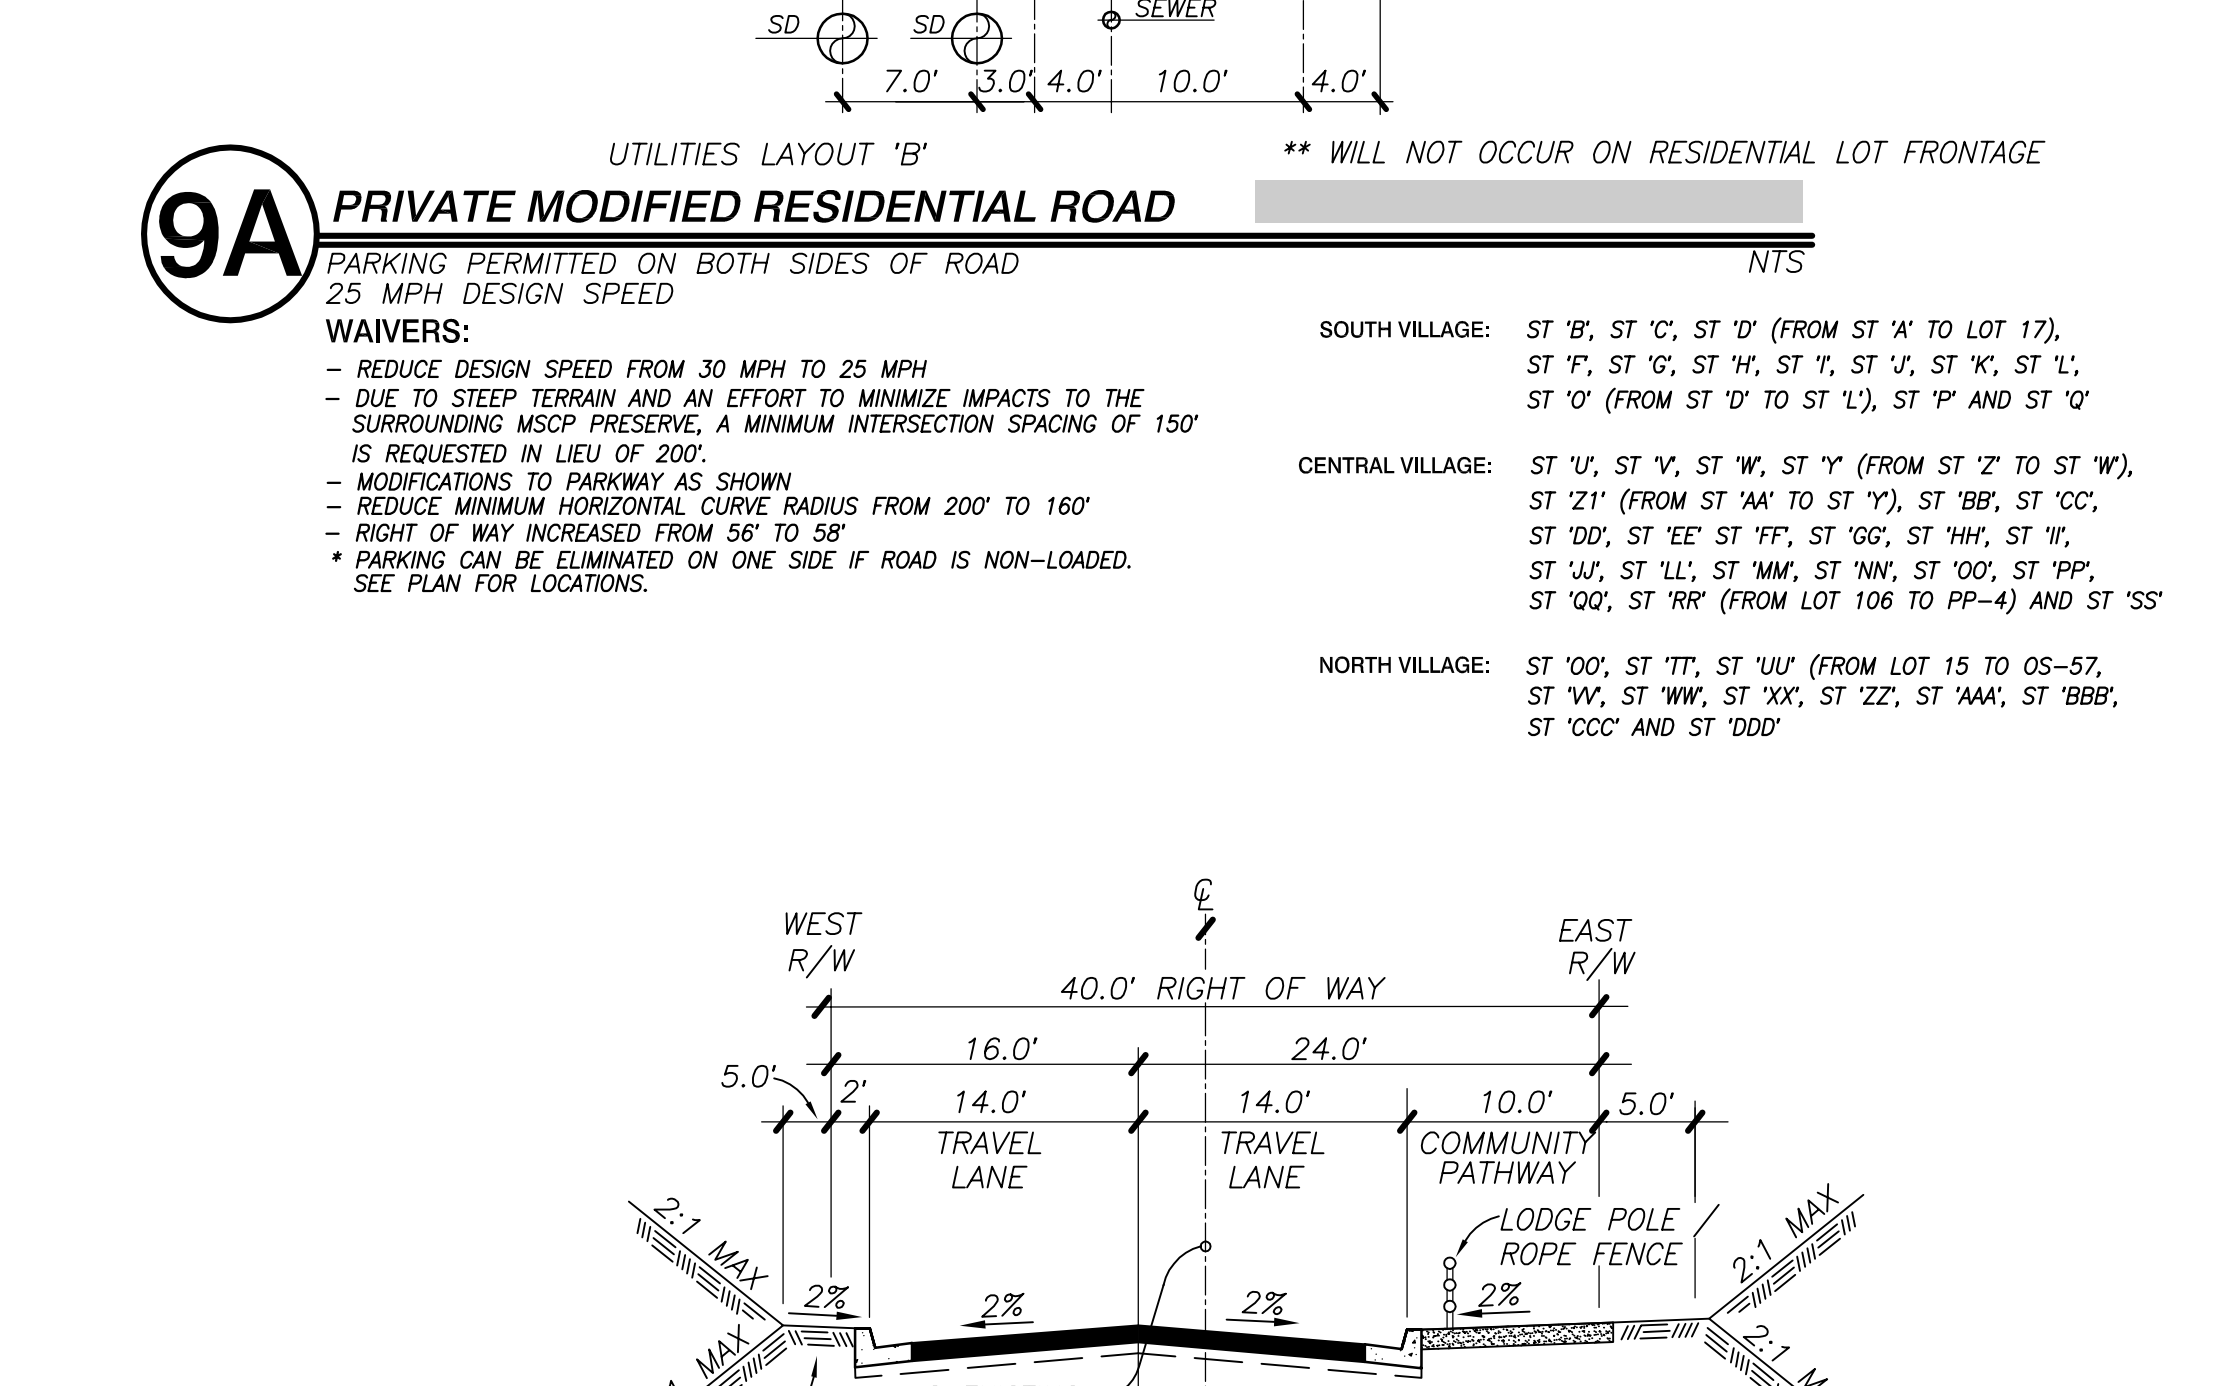 SD SD SEWER
7.0' 3.0' 4.0' 10.0' 4.0'
UTILITIES LAYOUT 'B'
** WILL NOT OCCUR ON RESIDENTIAL LOT FRONTAGE
9A
PRIVATE MODIFIED RESIDENTIAL ROAD
PARKING PERMITTED ON BOTH SIDES OF ROAD
NTS
25 MPH DESIGN SPEED
WAIVERS:
– REDUCE DESIGN SPEED FROM 30 MPH TO 25 MPH
– DUE TO STEEP TERRAIN AND AN EFFORT TO MINIMIZE IMPACTS TO THE
SURROUNDING MSCP PRESERVE, A MINIMUM INTERSECTION SPACING OF 150'
IS REQUESTED IN LIEU OF 200'.
– MODIFICATIONS TO PARKWAY AS SHOWN
– REDUCE MINIMUM HORIZONTAL CURVE RADIUS FROM 200' TO 160'
– RIGHT OF WAY INCREASED FROM 56' TO 58'
* PARKING CAN BE ELIMINATED ON ONE SIDE IF ROAD IS NON–LOADED.
SEE PLAN FOR LOCATIONS.
SOUTH VILLAGE: ST 'B', ST 'C', ST 'D' (FROM ST 'A' TO LOT 17),
ST 'F', ST 'G', ST 'H', ST 'I', ST 'J', ST 'K', ST 'L',
ST 'O' (FROM ST 'D' TO ST 'L'), ST 'P' AND ST 'Q'
CENTRAL VILLAGE: ST 'U', ST 'V', ST 'W', ST 'Y' (FROM ST 'Z' TO ST 'W'),
ST 'Z1' (FROM ST 'AA' TO ST 'Y'), ST 'BB', ST 'CC',
ST 'DD', ST 'EE' ST 'FF', ST 'GG', ST 'HH', ST 'II',
ST 'JJ', ST 'LL', ST 'MM', ST 'NN', ST 'OO', ST 'PP',
ST 'QQ', ST 'RR' (FROM LOT 106 TO PP–4) AND ST 'SS'
NORTH VILLAGE: ST 'OO', ST 'TT', ST 'UU' (FROM LOT 15 TO OS–57,
ST 'VV', ST 'WW', ST 'XX', ST 'ZZ', ST 'AAA', ST 'BBB',
ST 'CCC' AND ST 'DDD'
℄
WEST
R/W
EAST
R/W
40.0' RIGHT OF WAY
16.0' 24.0'
5.0' 2' 14.0' 14.0' 10.0' 5.0'
TRAVEL
LANE
TRAVEL
LANE
COMMUNITY
PATHWAY
LODGE POLE /
ROPE FENCE
2:1 MAX
2:1 MAX
2% 2% 2% 2%
MAX
2:1